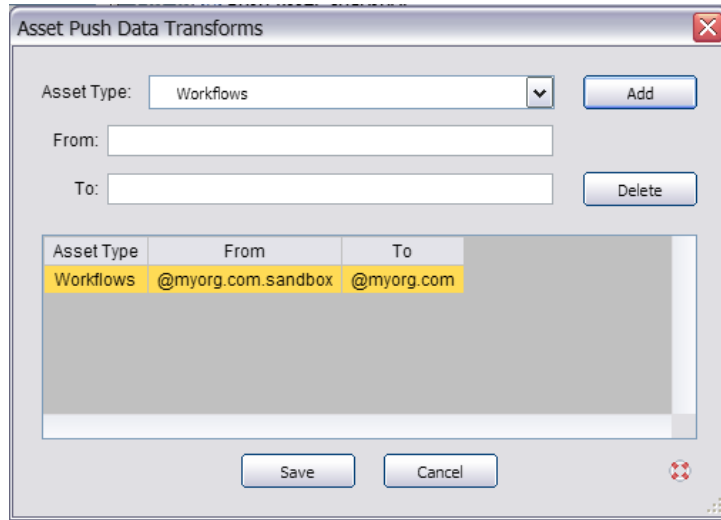 Asset Push Data Transforms
Asset Type: Workflows Add
From:
To: Delete
Asset Type From To
Workflows @myorg.com.sandbox @myorg.com
Save Cancel